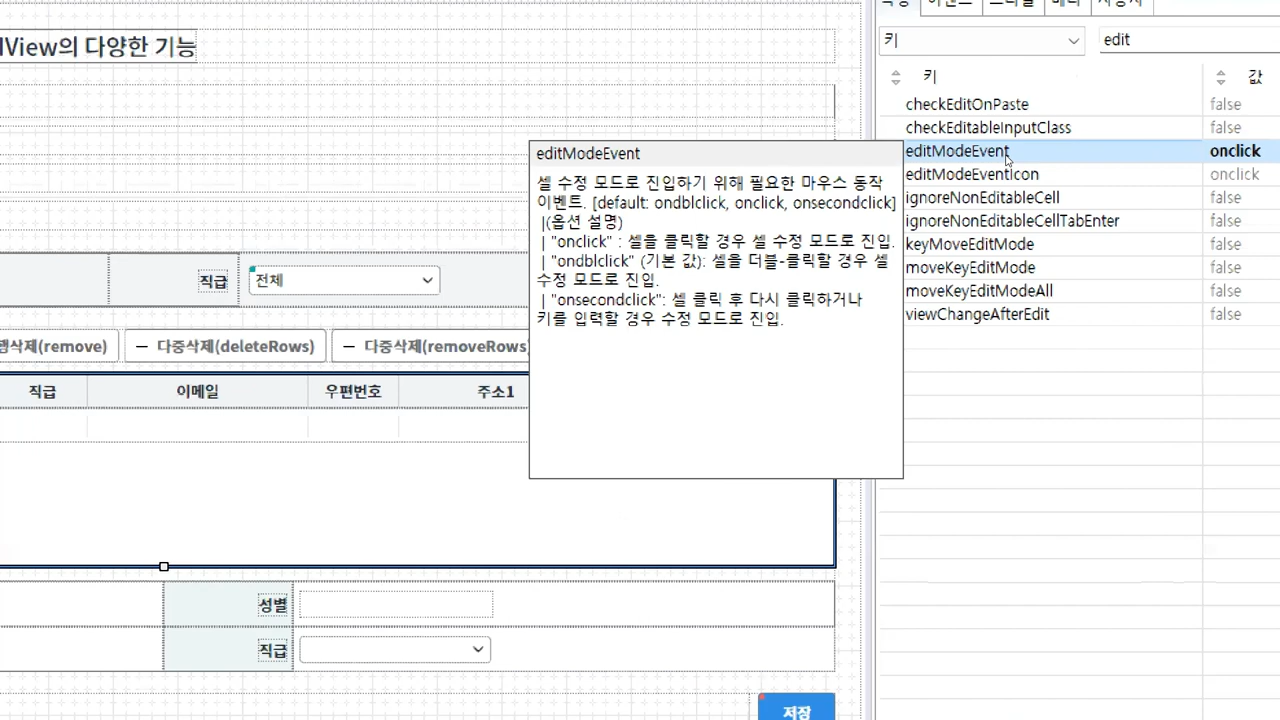 View의 다양한 기능
키
edit
키
값
checkEditOnPaste
false
checkEditableInputClass
false
editModeEvent
onclick
editModeEventIcon
onclick
ignoreNonEditableCell
false
ignoreNonEditableCellTabEnter
false
keyMoveEditMode
false
moveKeyEditMode
false
moveKeyEditModeAll
false
viewChangeAfterEdit
false
editModeEvent
셀 수정 모드로 진입하기 위해 필요한 마우스 동작
이벤트. [default: ondblclick, onclick, onsecondclick]
|(옵션 설명)
| "onclick" : 셀을 클릭할 경우 셀 수정 모드로 진입.
| "ondblclick" (기본 값): 셀을 더블-클릭할 경우 셀
수정 모드로 진입.
| "onsecondclick": 셀 클릭 후 다시 클릭하거나
키를 입력할 경우 수정 모드로 진입.
직급
전체
삭제(remove)
다중삭제(deleteRows)
다중삭제(removeRows)
직급
이메일
우편번호
주소1
성별
직급
저장